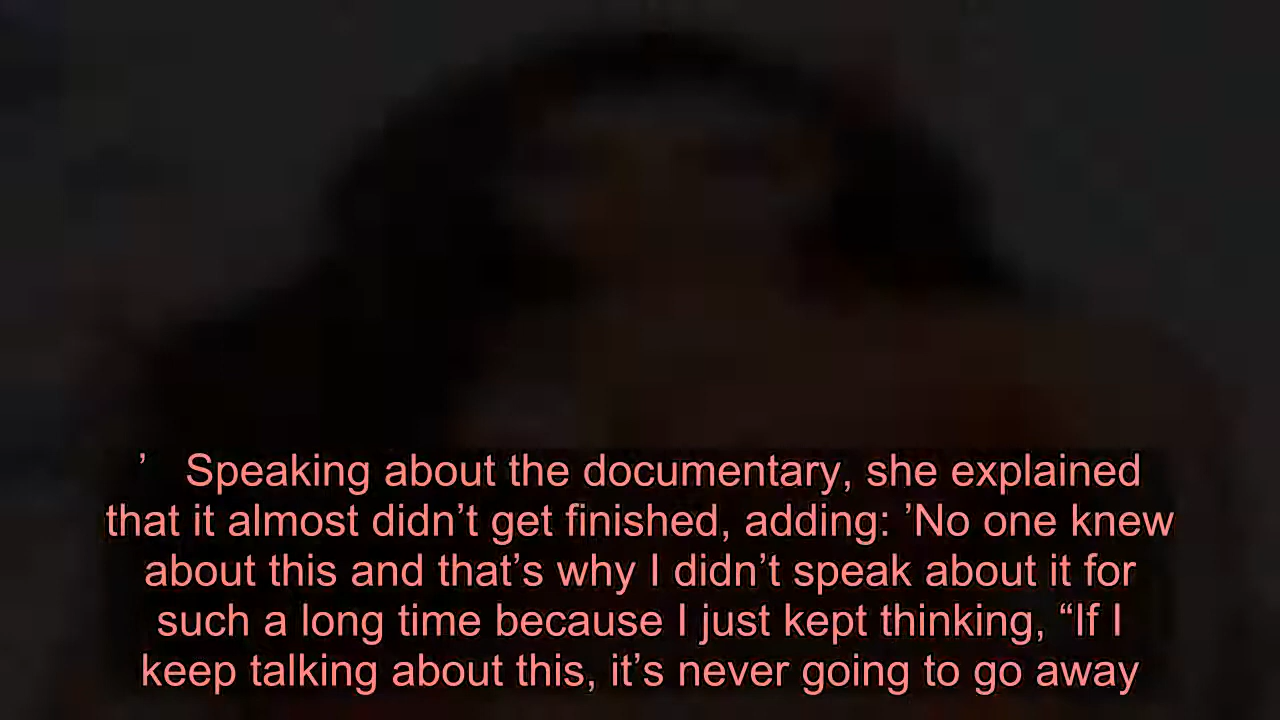 ’ Speaking about the documentary, she explained
that it almost didn’t get finished, adding: ’No one knew
about this and that’s why I didn’t speak about it for
such a long time because I just kept thinking, “If I
keep talking about this, it’s never going to go away